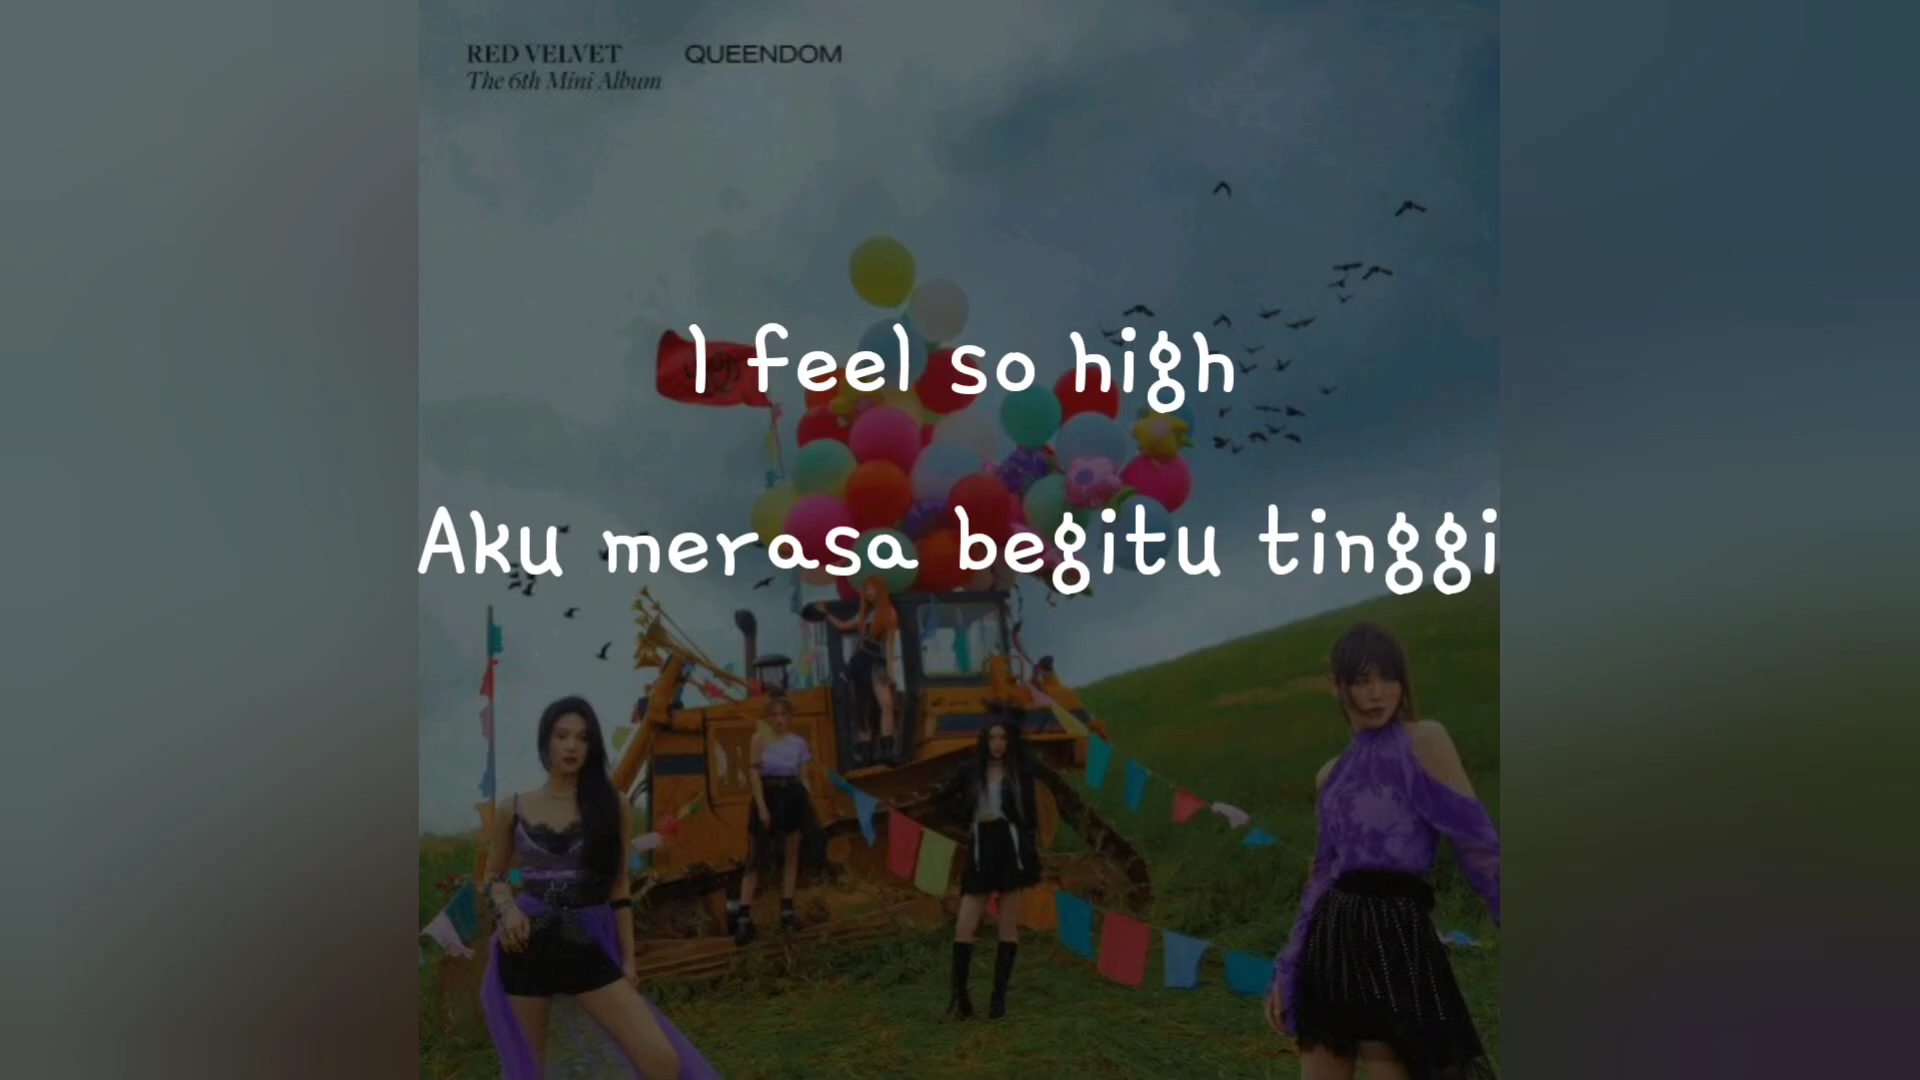 RED VELVET QUEENDOM
The 6th Mini Album
I feel so high
Aku merasa begitu tinggi